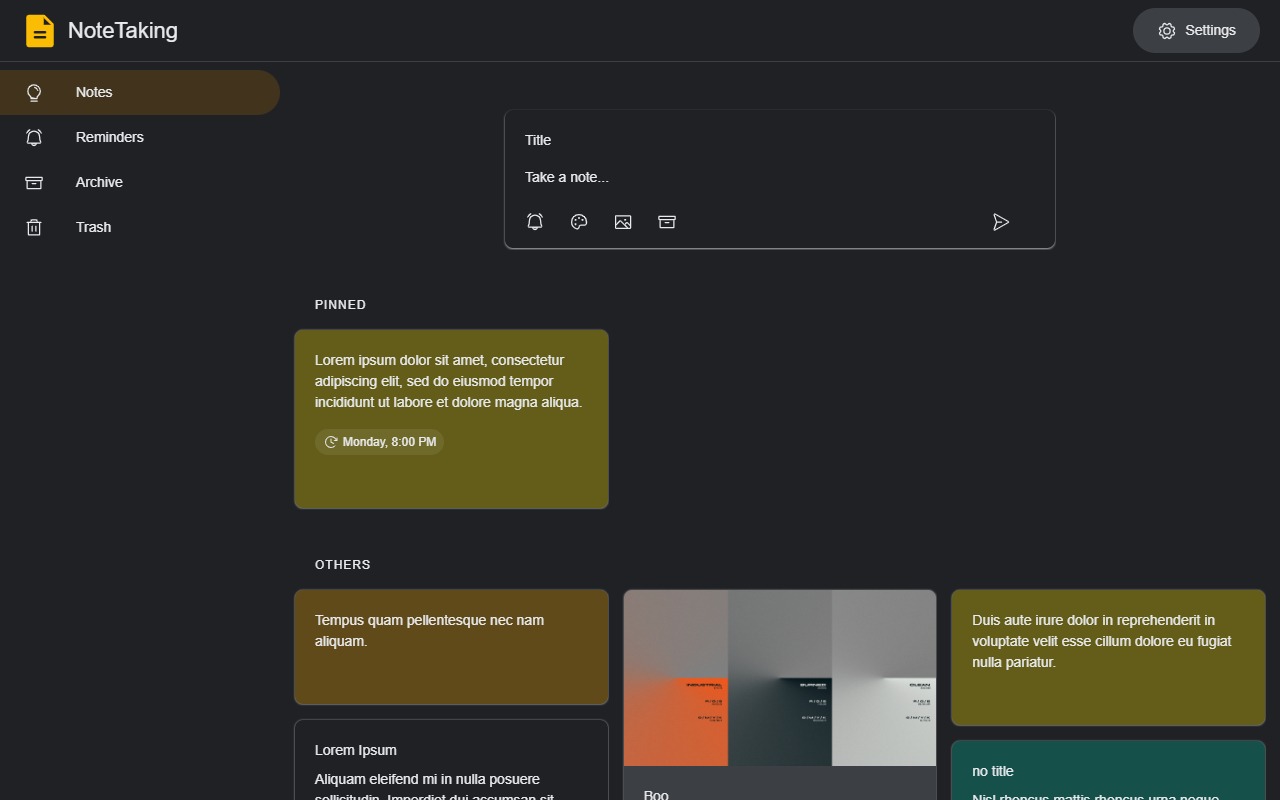 NoteTaking
Settings
Notes
Reminders
Archive
Trash
Title
Take a note...
PINNED
Lorem ipsum dolor sit amet, consectetur
adipiscing elit, sed do eiusmod tempor
incididunt ut labore et dolore magna aliqua.
Monday, 8:00 PM
OTHERS
Tempus quam pellentesque nec nam
aliquam.
Lorem Ipsum
Aliquam eleifend mi in nulla posuere
sollicitudin. Imperdiet dui accumsan sit
INDUSTRIAL
BURNED
CLEAN
Boo
Duis aute irure dolor in reprehenderit in
voluptate velit esse cillum dolore eu fugiat
nulla pariatur.
no title
Nisl rhoncus mattis rhoncus urna neque